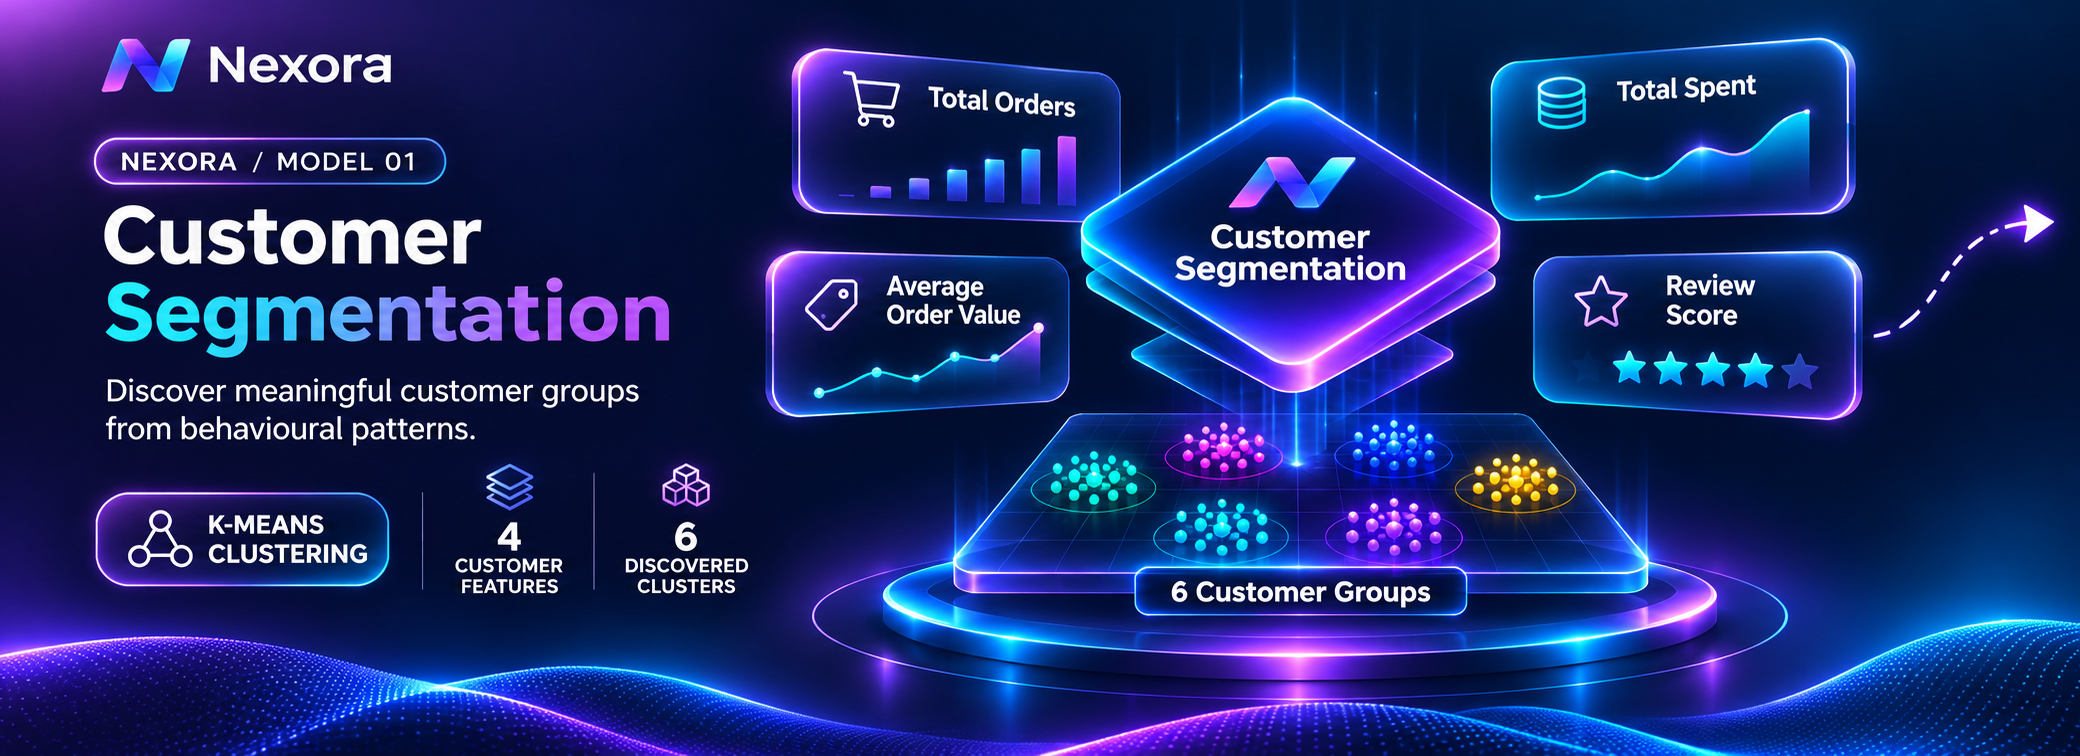 Nexora
NEXORA / MODEL 01
Customer
Segmentation
Discover meaningful customer groups
from behavioural patterns.
K-MEANS
CLUSTERING
4
CUSTOMER
FEATURES
6
DISCOVERED
CLUSTERS
Total Orders
Average
Order Value
Customer
Segmentation
Total Spent
Review
Score
6 Customer Groups